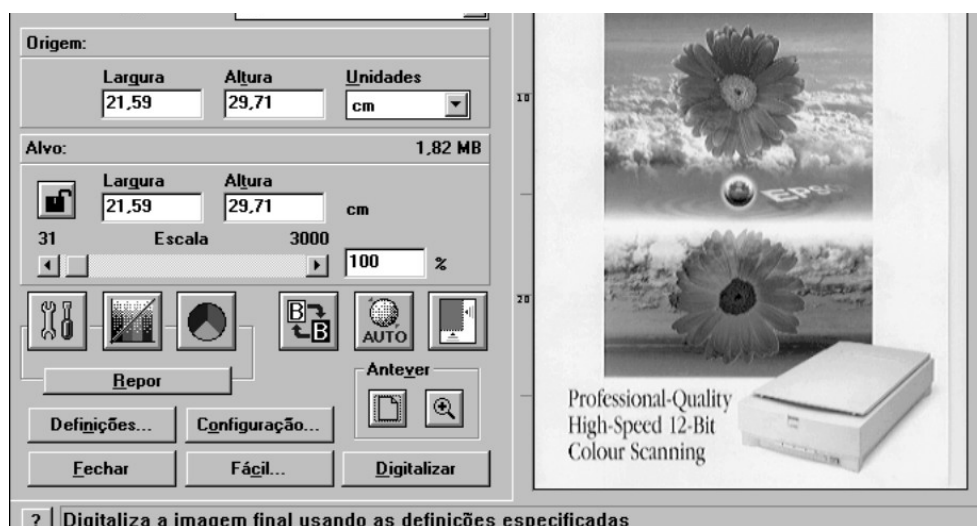 Origem:
Largura Altura Unidades
21,59 29,71 cm
10
Alvo: 1,82 MB
Largura Altura
21,59 29,71 cm
31 Escala 3000
100 %
EPSON
20
B B
AUTO
Repor
Antever
Definições... Configuração...
Fechar Fácil... Digitalizar
Professional-Quality
High-Speed 12-Bit
Colour Scanning
? Digitaliza a imagem final usando as definições especificadas